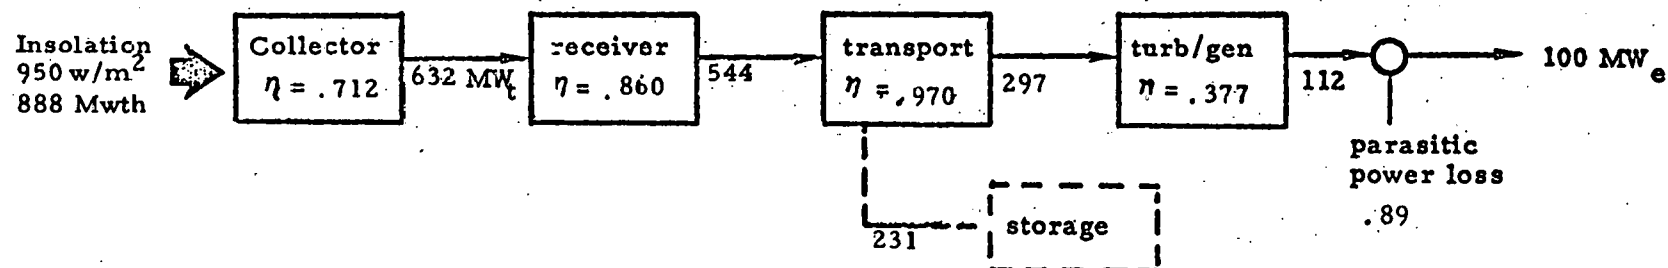 Insolation
950 w/m²
888 Mwth
Collector
η = .712
632 MWt
receiver
η = .860
544
transport
η = .970
297
turb/gen
η = .377
112
100 MWe
parasitic
power loss
.89
231
storage